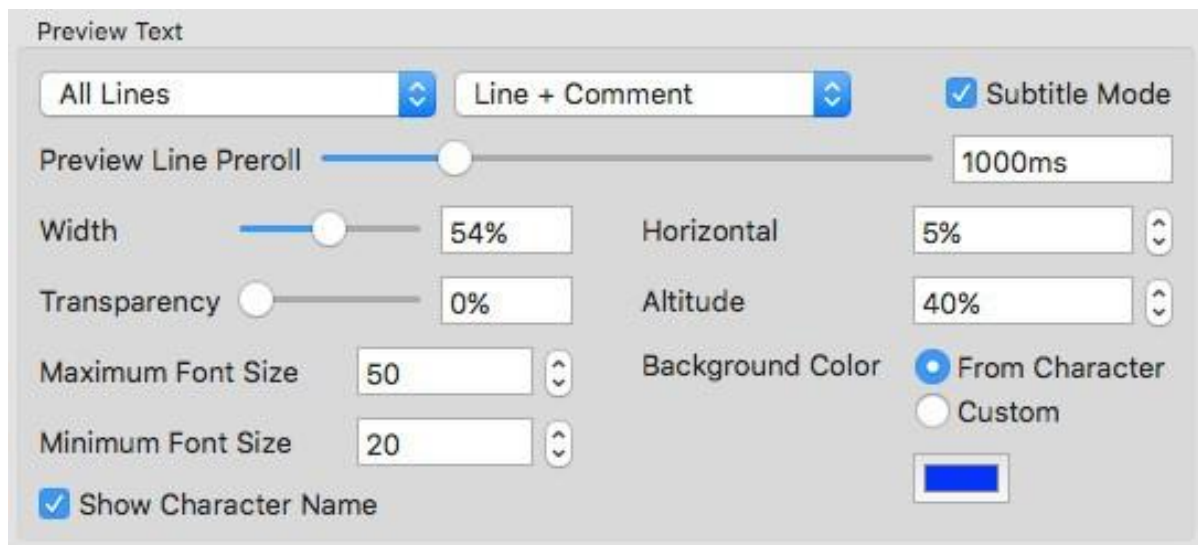 Preview Text
All Lines
Line + Comment
Subtitle Mode
Preview Line Preroll
1000ms
Width
54%
Horizontal
5%
Transparency
0%
Altitude
40%
Maximum Font Size
50
Background Color
From Character
Custom
Minimum Font Size
20
Show Character Name